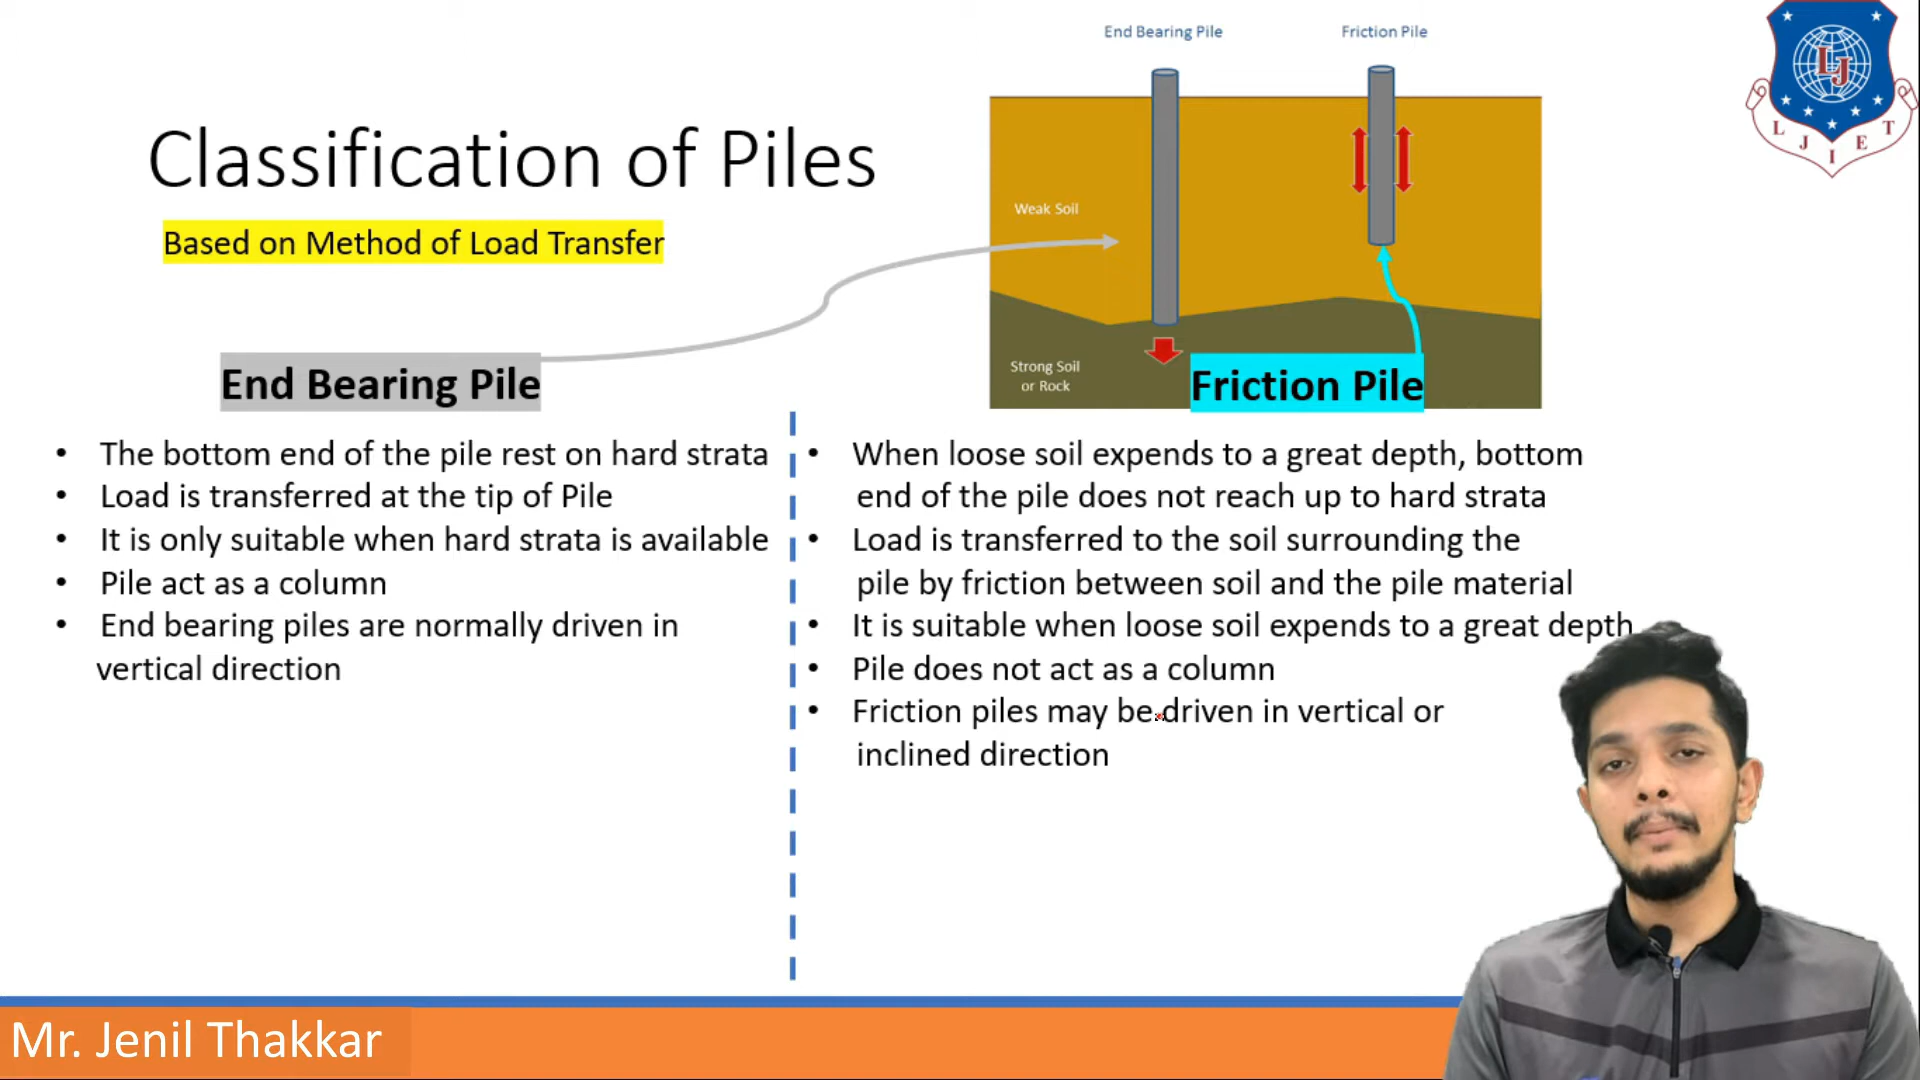 End Bearing Pile
Friction Pile
L J
L J I E T
Classification of Piles
Based on Method of Load Transfer
Weak Soil
Strong Soil
or Rock
End Bearing Pile
• The bottom end of the pile rest on hard strata
• Load is transferred at the tip of Pile
• It is only suitable when hard strata is available
• Pile act as a column
• End bearing piles are normally driven in
vertical direction
Friction Pile
• When loose soil expends to a great depth, bottom
end of the pile does not reach up to hard strata
• Load is transferred to the soil surrounding the
pile by friction between soil and the pile material
• It is suitable when loose soil expends to a great depth
• Pile does not act as a column
• Friction piles may be driven in vertical or
inclined direction
Mr. Jenil Thakkar